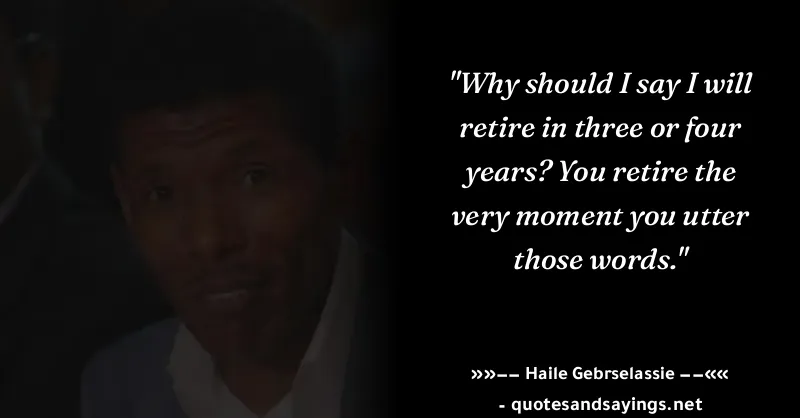 "Why should I say I will
retire in three or four
years? You retire the
very moment you utter
those words."
»»–– Haile Gebrselassie ––««
- quotesandsayings.net